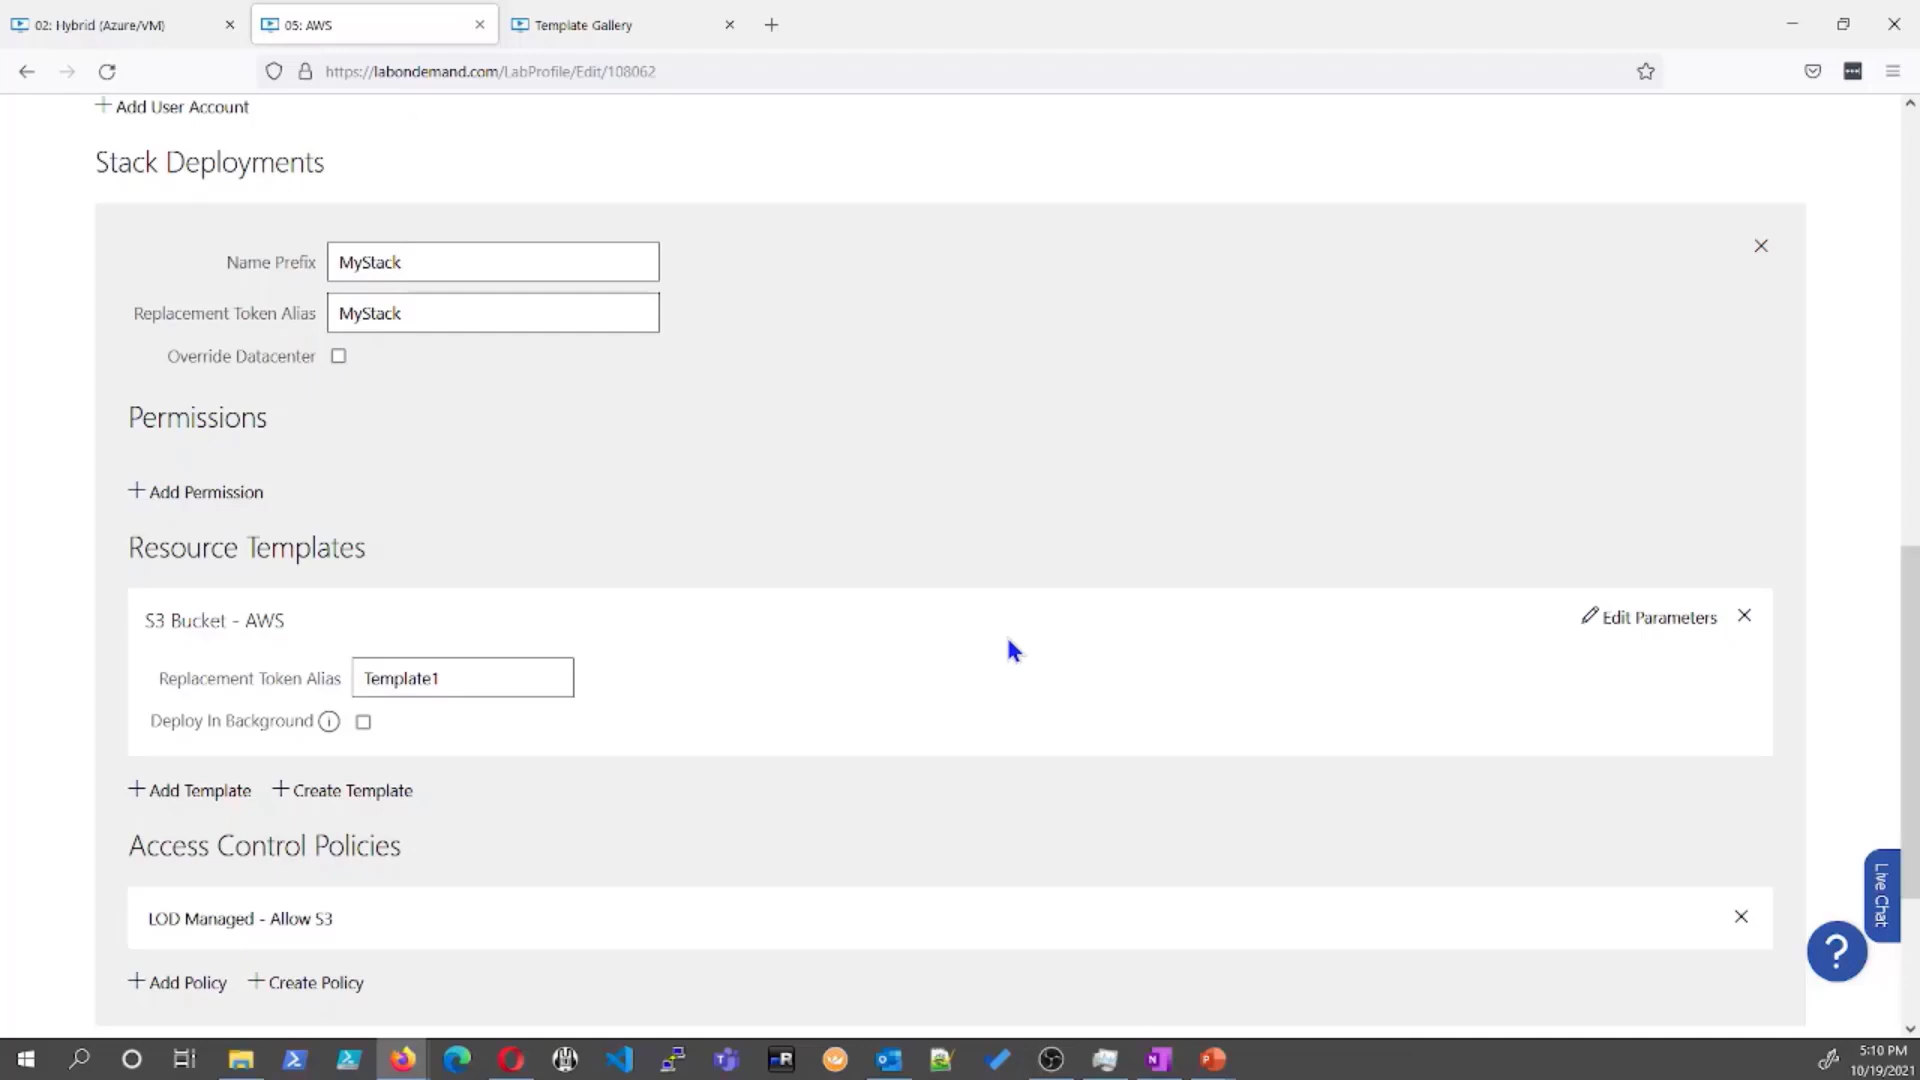 02: Hybrid (Azure/VM)
05: AWS
Template Gallery
https://labondemand.com/LabProfile/Edit/108062
Add User Account
Stack Deployments
Name Prefix
MyStack
Replacement Token Alias
MyStack
Override Datacenter
Permissions
Add Permission
Resource Templates
S3 Bucket - AWS
Edit Parameters
Replacement Token Alias
Template1
Deploy In Background
Add Template
Create Template
Access Control Policies
LOD Managed - Allow S3
Add Policy
Create Policy
Live Chat
?
5:10 PM
10/19/2021